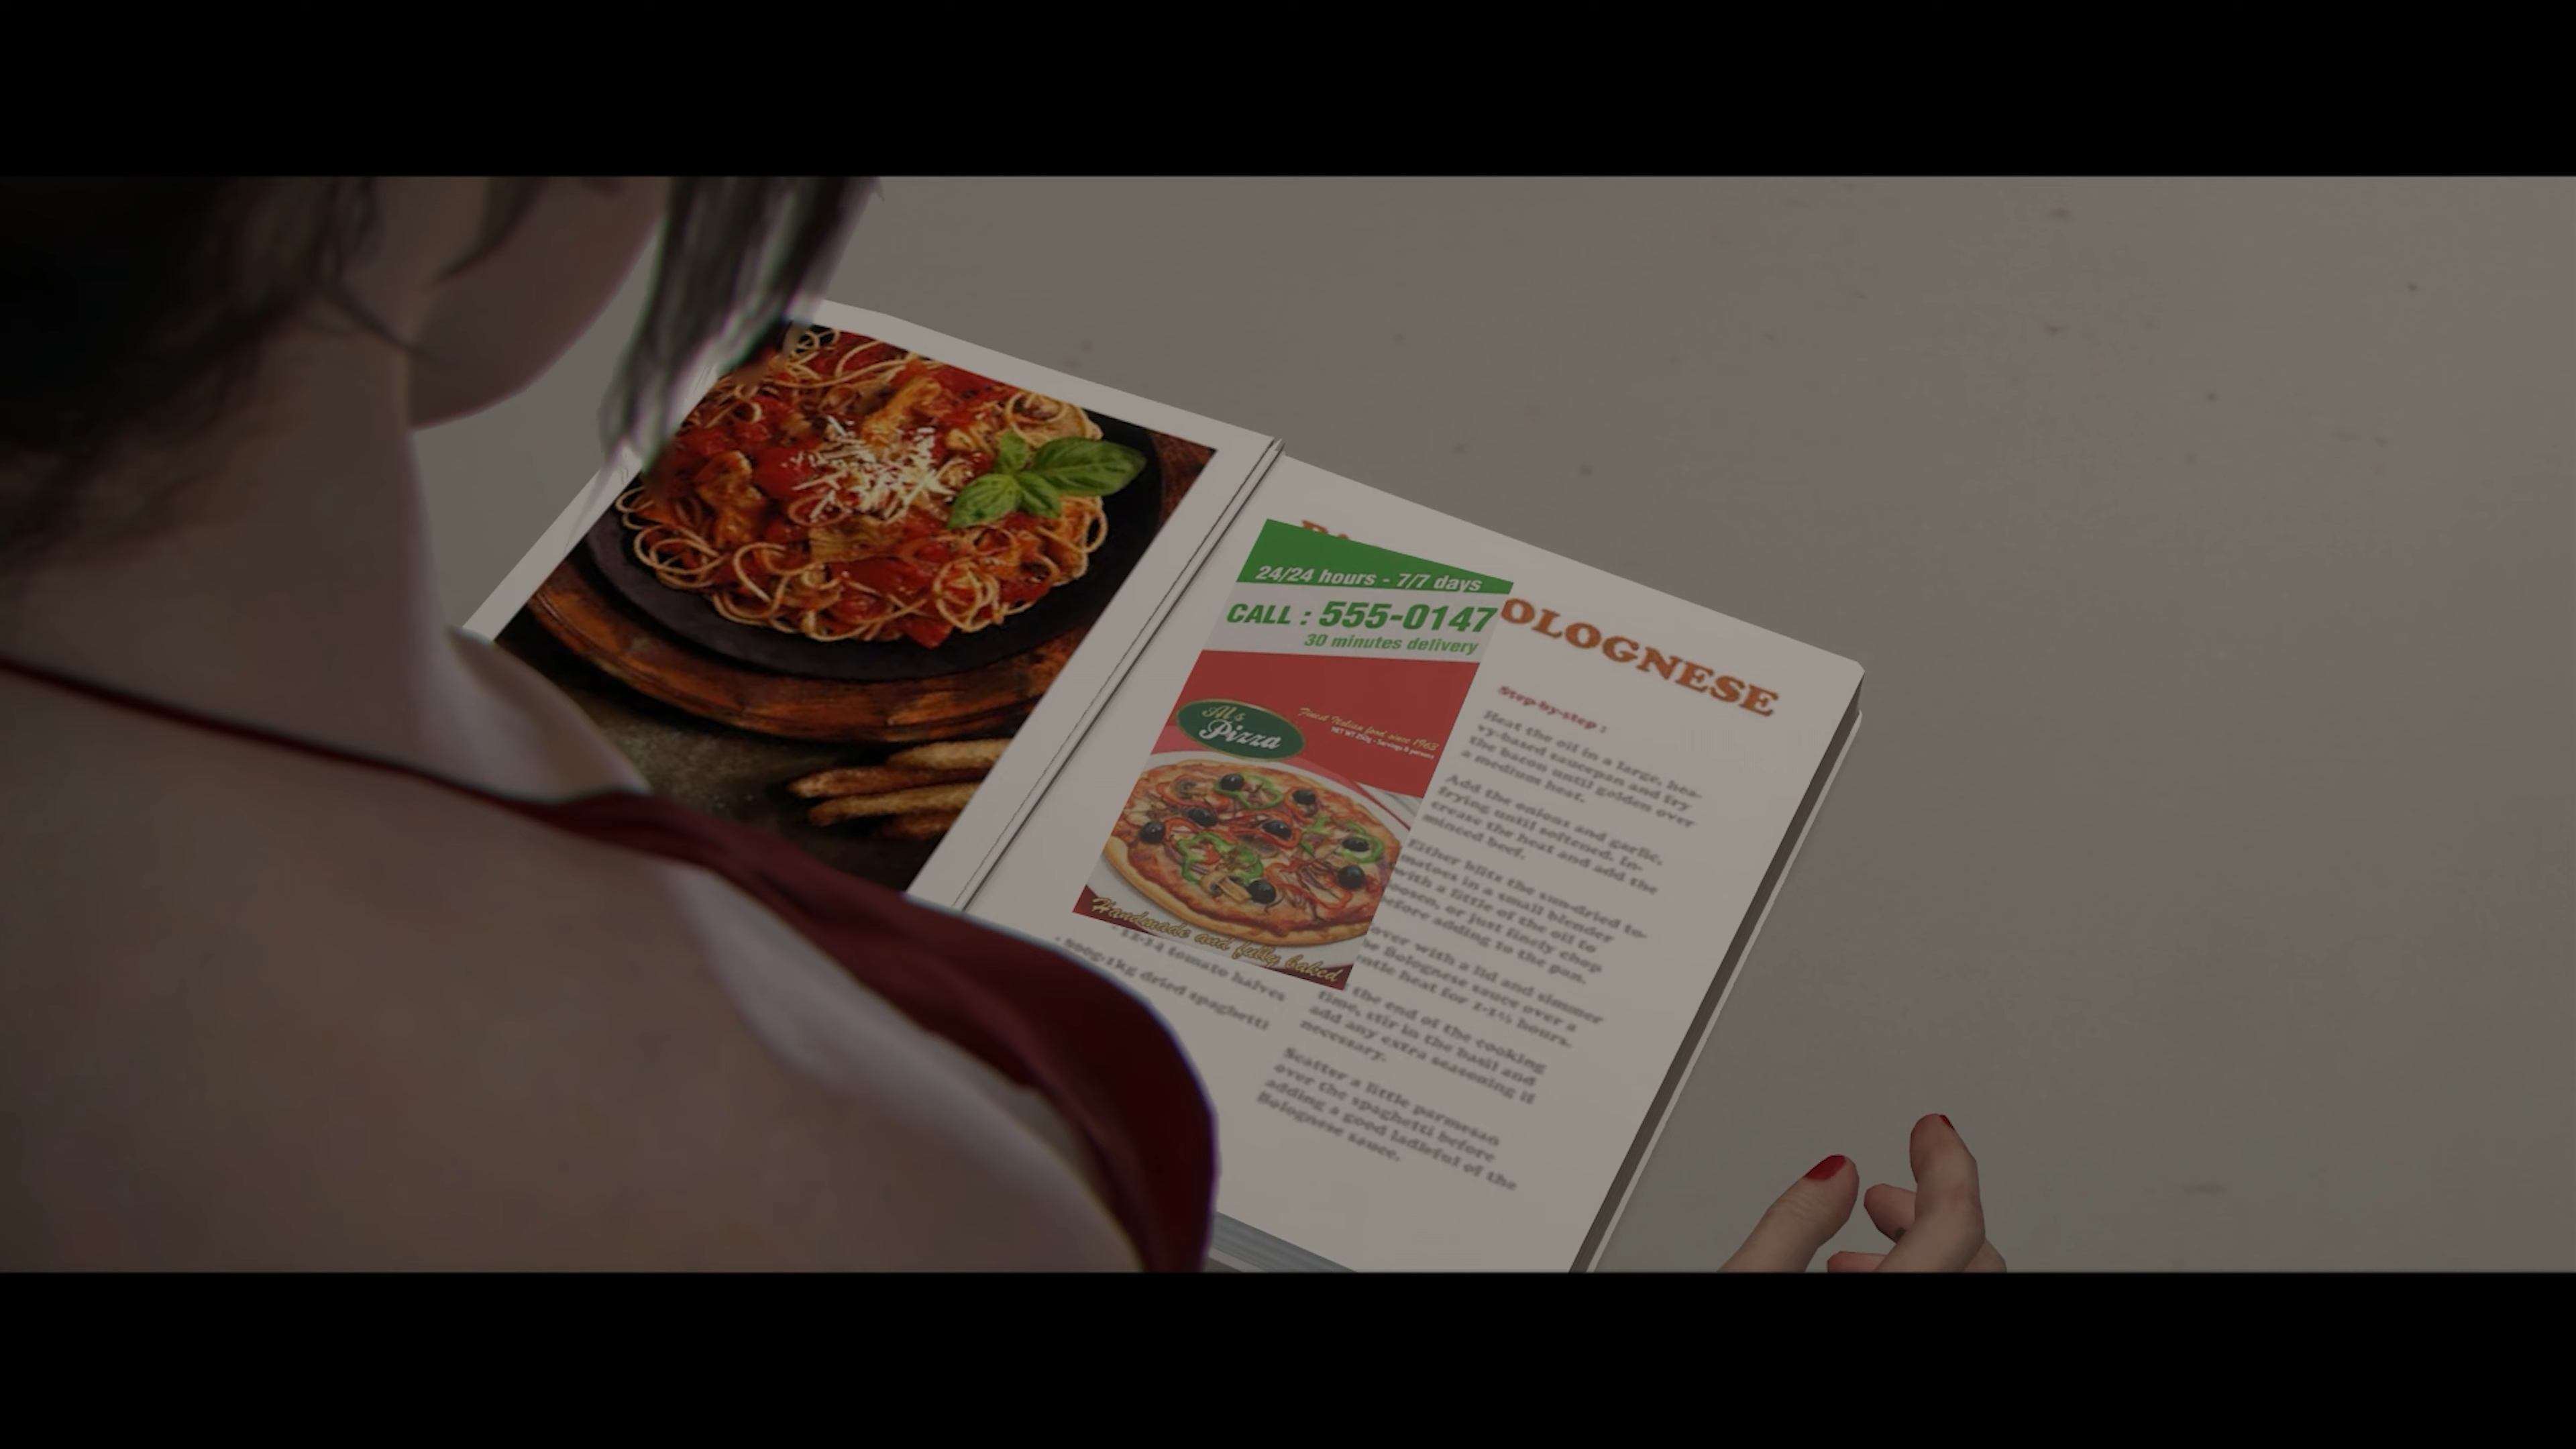 24/24 hours - 7/7 days
CALL : 555-0147
30 minutes delivery
Al's
Pizza
Finest Italian food since 1963
Handmade and fully baked
OLOGNESE
12-14 tomato halves
500g-1kg dried spaghetti
Step-by-step :
Heat the oil in a large, hea-
vy-based saucepan and fry
the bacon until golden over
a medium heat.
Add the onions and garlic,
frying until softened. In-
crease the heat and add the
minced beef.
Either blitz the sun-dried to-
matoes in a small blender
with a little of the oil to
oosen, or just finely chop
before adding to the pan.
over with a lid and simmer
he Bolognese sauce over a
ntle heat for 1-1½ hours.
the end of the cooking
time, stir in the basil and
add any extra seasoning if
necessary.
Scatter a little parmesan
over the spaghetti before
adding a good ladleful of the
Bolognese sauce.